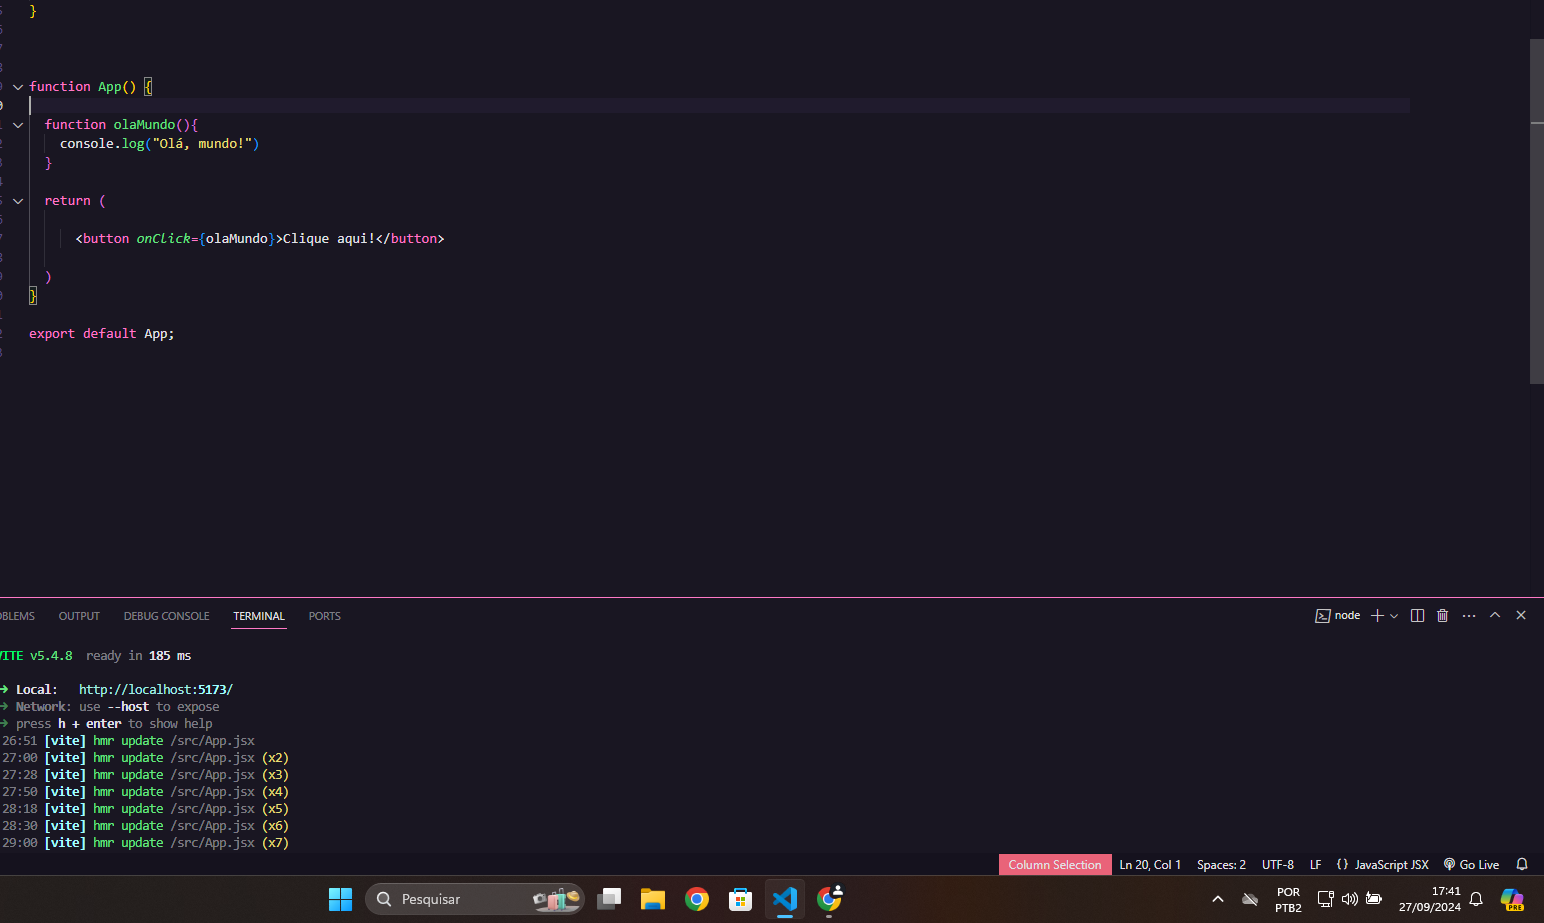 }
function App() {
function olaMundo(){
console.log("Olá, mundo!")
}
return (
<button onClick={olaMundo}>Clique aqui!</button>
)
}
export default App;
OUTPUT DEBUG CONSOLE TERMINAL PORTS node
VITE v5.4.8 ready in 185 ms
➜ Local: http://localhost:5173/
➜ Network: use --host to expose
➜ press h + enter to show help
26:51 [vite] hmr update /src/App.jsx
27:00 [vite] hmr update /src/App.jsx (x2)
27:28 [vite] hmr update /src/App.jsx (x3)
27:50 [vite] hmr update /src/App.jsx (x4)
28:18 [vite] hmr update /src/App.jsx (x5)
28:30 [vite] hmr update /src/App.jsx (x6)
29:00 [vite] hmr update /src/App.jsx (x7)
Column Selection Ln 20, Col 1 Spaces: 2 UTF-8 LF {} JavaScript JSX Go Live
Pesquisar
POR
PTB2
17:41
27/09/2024
PRE